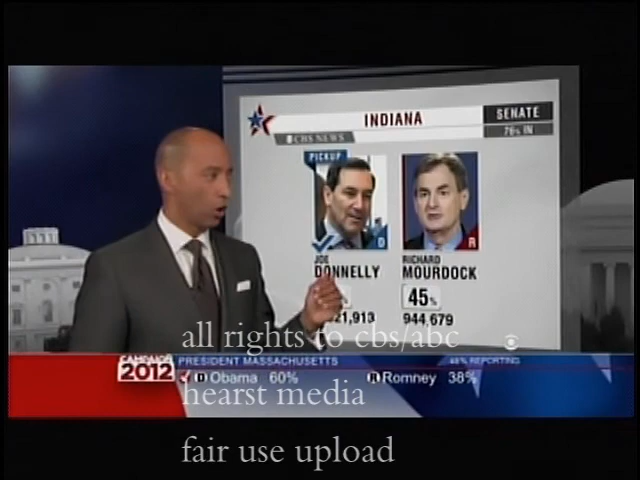 INDIANA
SENATE
CBS NEWS
76% IN
PICKUP
D
R
JOE
DONNELLY
RICHARD
MOURDOCK
45%
944,679
all rights to cbs/abc
CAMPAIGN
2012
PRESIDENT MASSACHUSETTS
48% REPORTING
D Obama 60%
R Romney 38%
hearst media
fair use upload